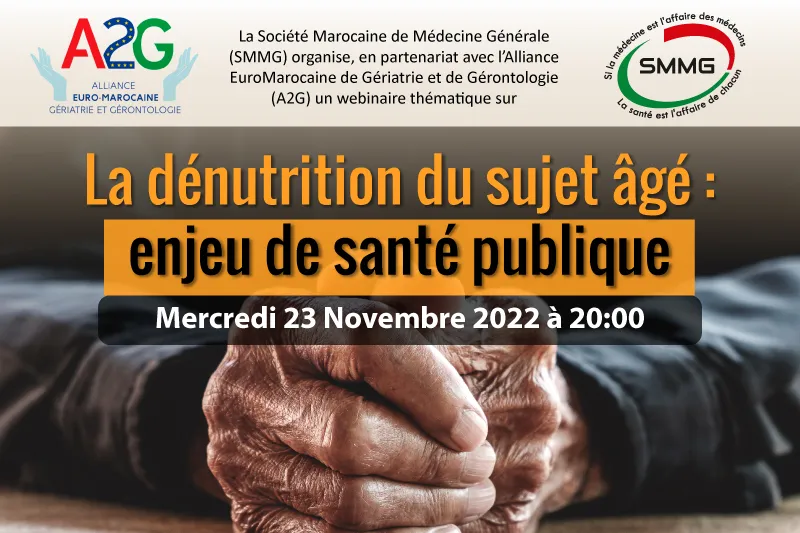 A2G
ALLIANCE
EURO-MAROCAINE
GÉRIATRIE ET GÉRONTOLOGIE
La Société Marocaine de Médecine Générale
(SMMG) organise, en partenariat avec l'Alliance
EuroMarocaine de Gériatrie et de Gérontologie
(A2G) un webinaire thématique sur
Si la médecine est l'affaire des médecins
SMMG
La santé est l'affaire de chacun
La dénutrition du sujet âgé :
enjeu de santé publique
Mercredi 23 Novembre 2022 à 20:00